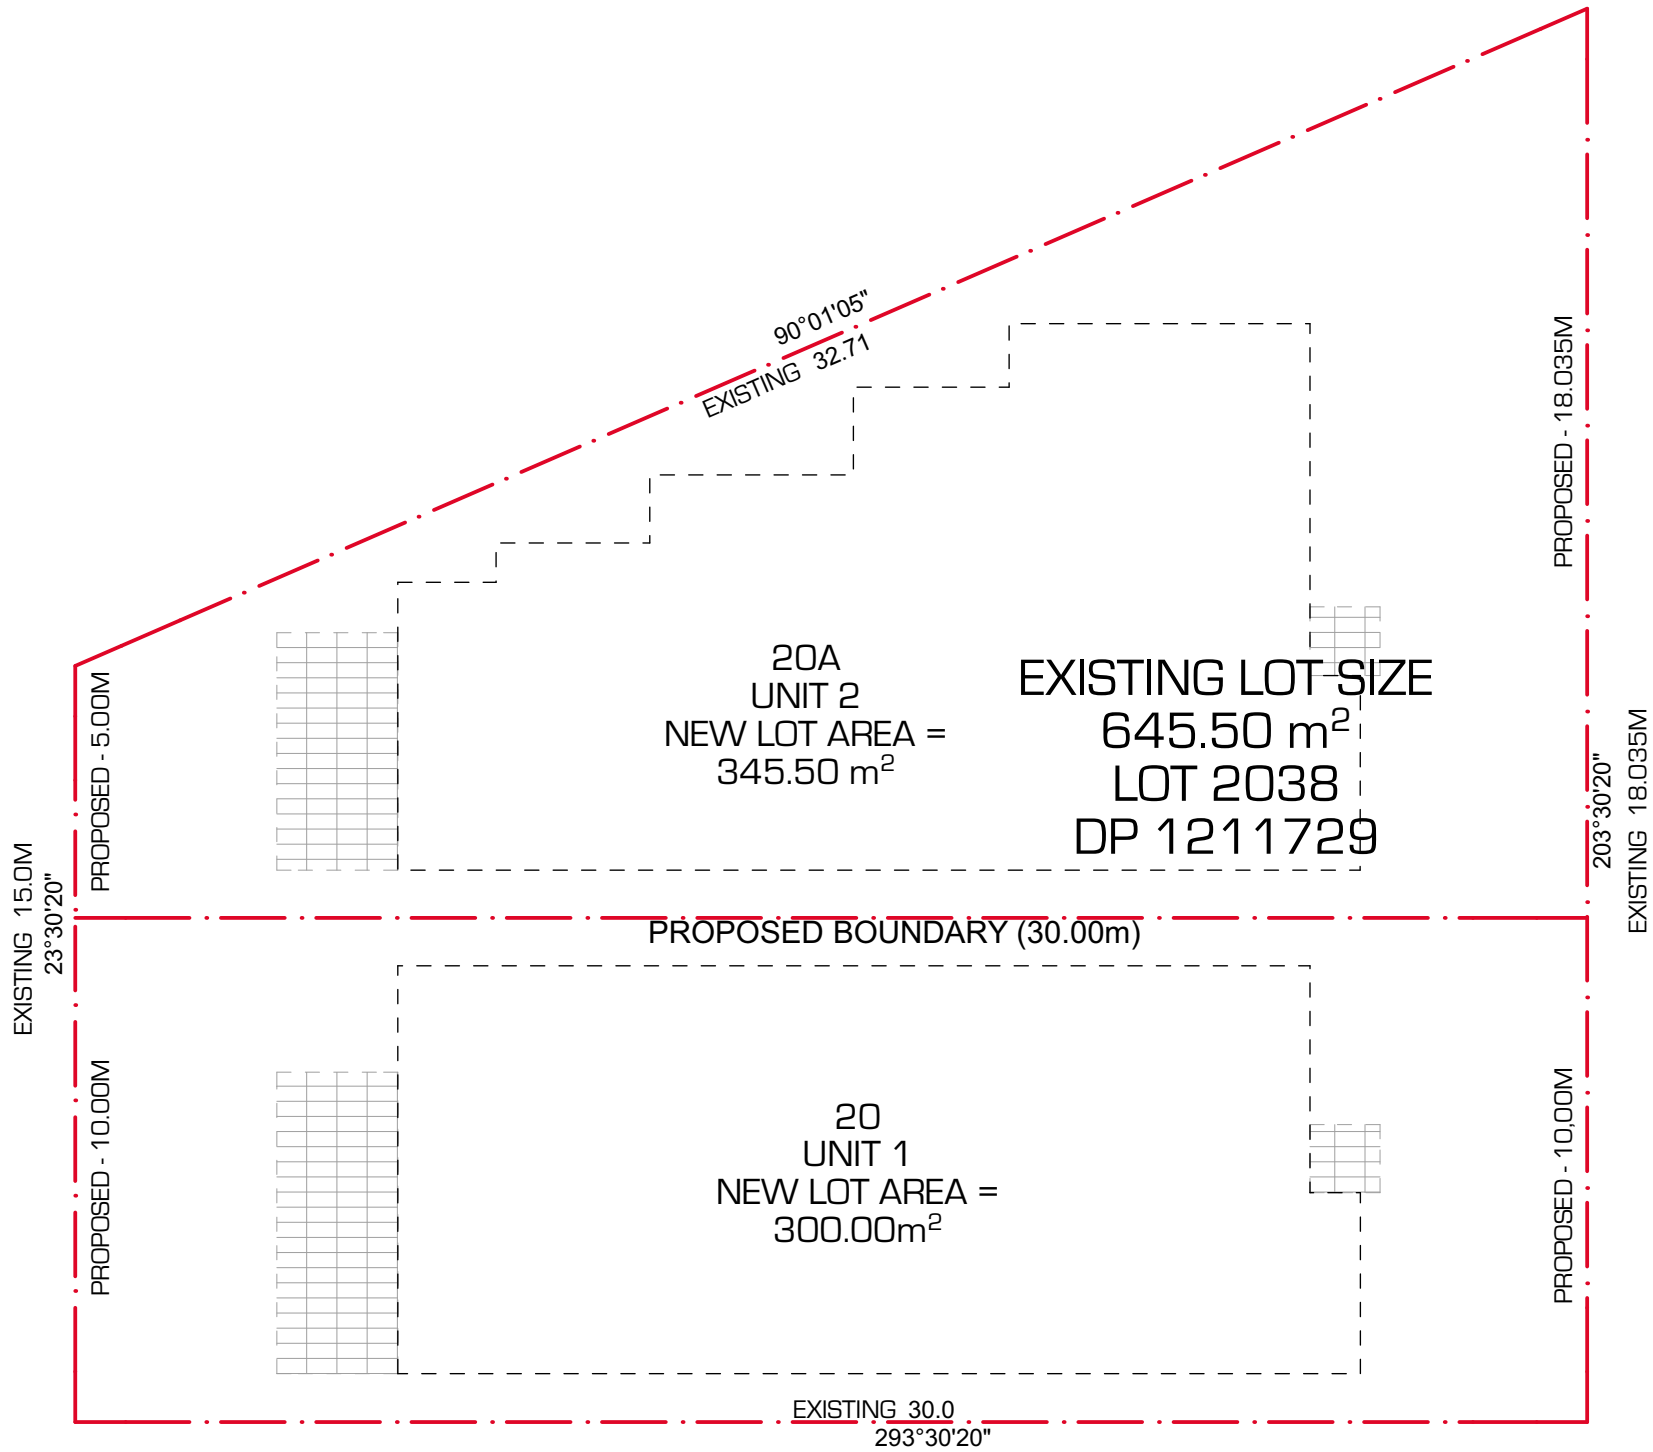 90°01'05"
EXISTING 32.71
PROPOSED - 18.035M
20A
UNIT 2
NEW LOT AREA =
345.50 m²
EXISTING LOT SIZE
645.50 m²
LOT 2038
DP 1211729
PROPOSED - 5.00M
EXISTING 15.0M
23°30'20"
203°30'20"
EXISTING 18.035M
PROPOSED BOUNDARY (30.00m)
PROPOSED - 10.00M
20
UNIT 1
NEW LOT AREA =
300.00m²
PROPOSED - 10,00M
EXISTING 30.0
293°30'20"